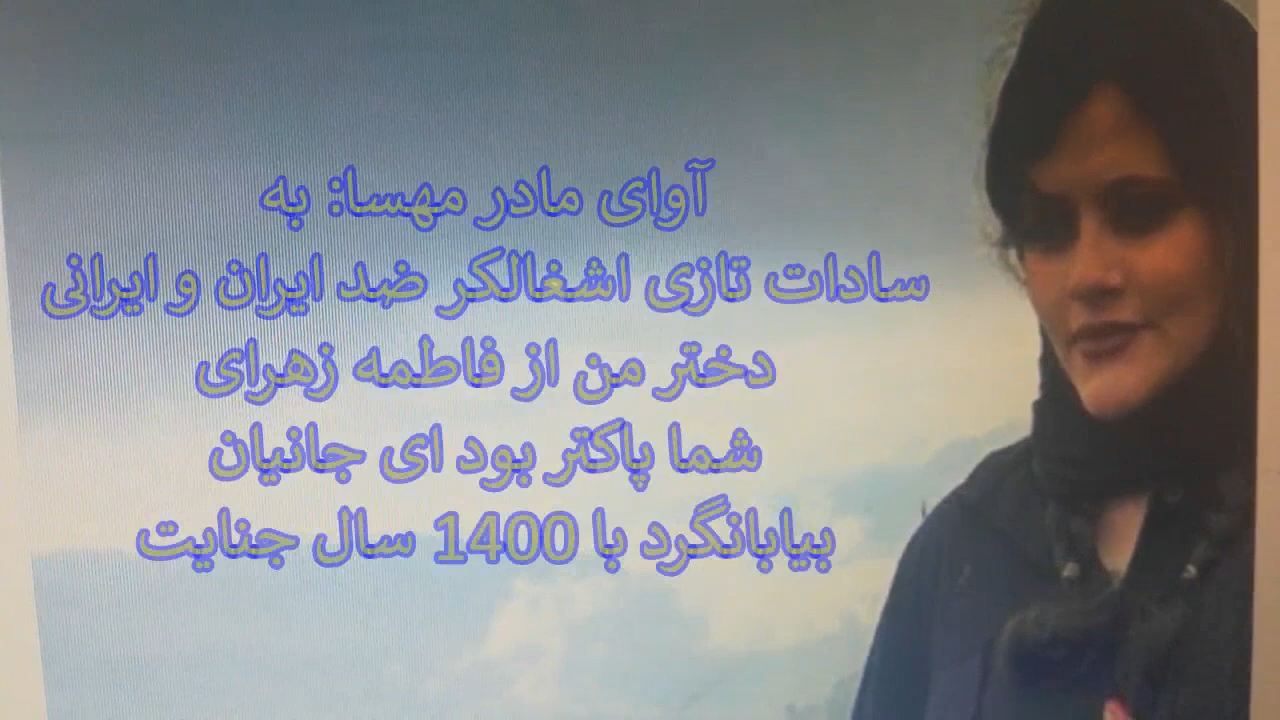 آوای مادر مهسا: به
سادات تازی اشغالکر ضد ایران و ایرانی
دختر من از فاطمه زهرای
شما پاکتر بود ای جانیان
بیابانگرد با 1400 سال جنایت